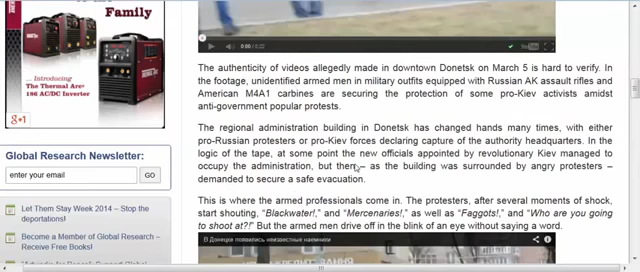 Family
... Introducing
The Thermal Arc®
186 AC/DC Inverter
g+1
Global Research Newsletter:
enter your email
GO
Let Them Stay Week 2014 – Stop the
deportations!
Become a Member of Global Research –
Receive Free Books!
0:00 / 0:22
YouTube
The authenticity of videos allegedly made in downtown Donetsk on March 5 is hard to verify. In
the footage, unidentified armed men in military outfits equipped with Russian AK assault rifles and
American M4A1 carbines are securing the protection of some pro-Kiev activists amidst
anti-government popular protests.
The regional administration building in Donetsk has changed hands many times, with either
pro-Russian protesters or pro-Kiev forces declaring capture of the authority headquarters. In the
logic of the tape, at some point the new officials appointed by revolutionary Kiev managed to
occupy the administration, but then – as the building was surrounded by angry protesters –
demanded to secure a safe evacuation.
This is where the armed professionals come in. The protesters, after several moments of shock,
start shouting, “Blackwater!,” and “Mercenaries!,” as well as “Faggots!,” and “Who are you going
to shoot at?!” But the armed men drive off in the blink of an eye without saying a word.
В Донецке появились неизвестные наемники